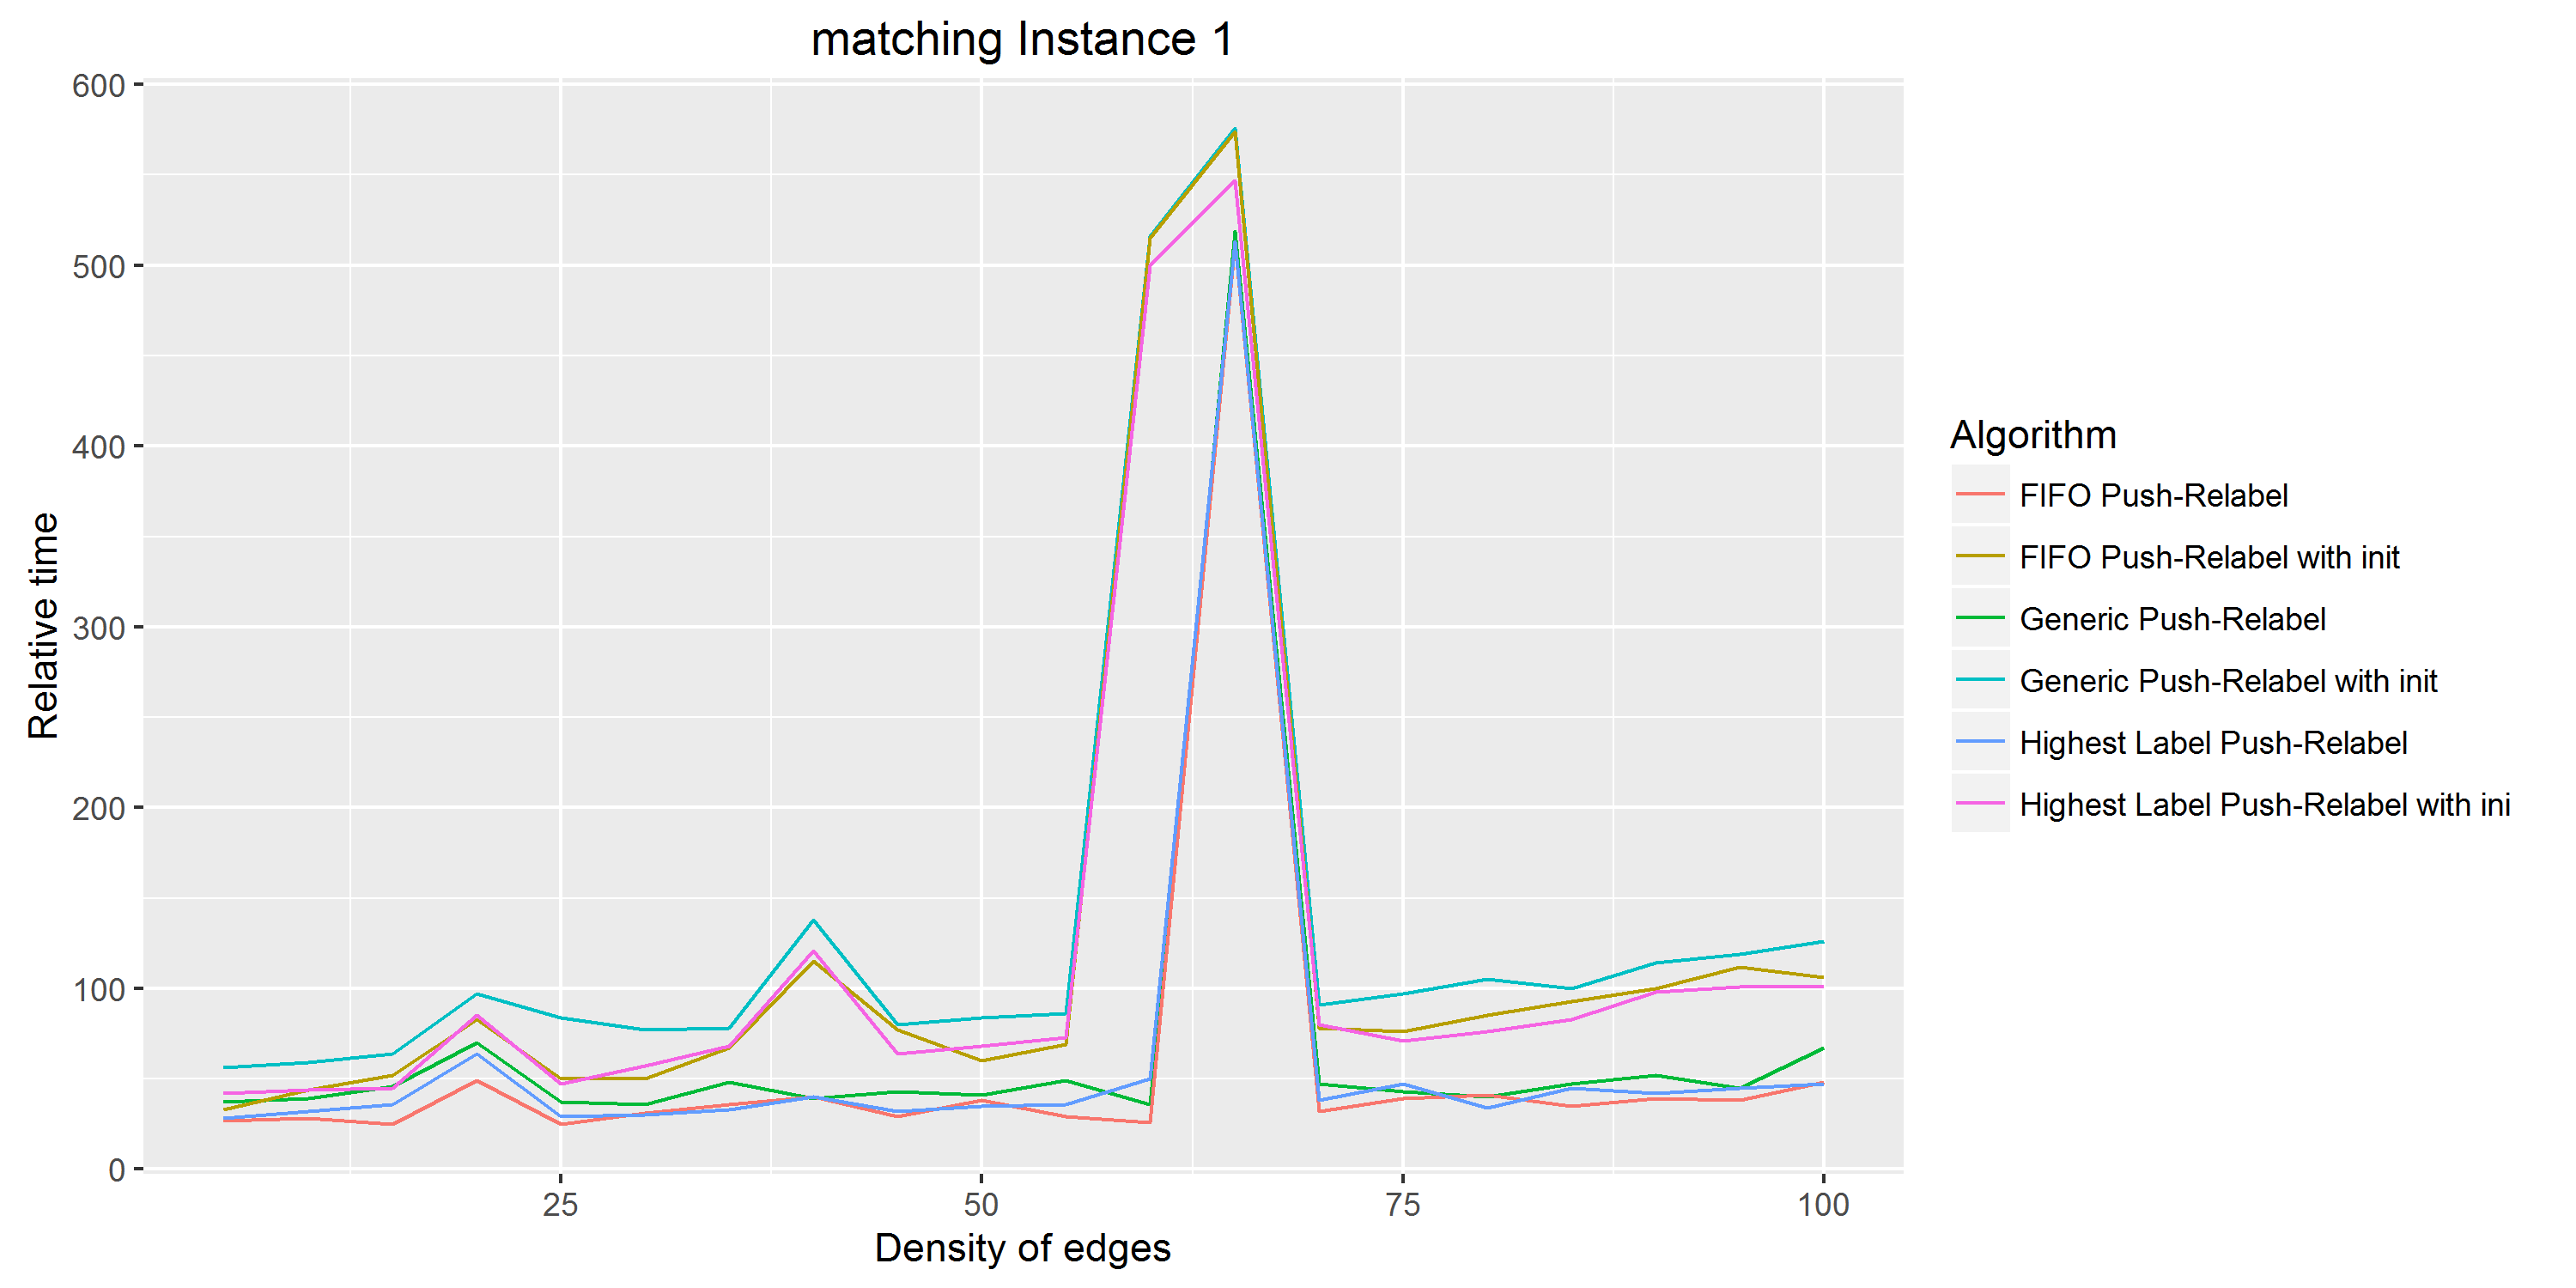 matching Instance 1
600
500
400
300
200
100
0
Relative time
25
50
75
100
Density of edges
Algorithm
FIFO Push-Relabel
FIFO Push-Relabel with init
Generic Push-Relabel
Generic Push-Relabel with init
Highest Label Push-Relabel
Highest Label Push-Relabel with ini